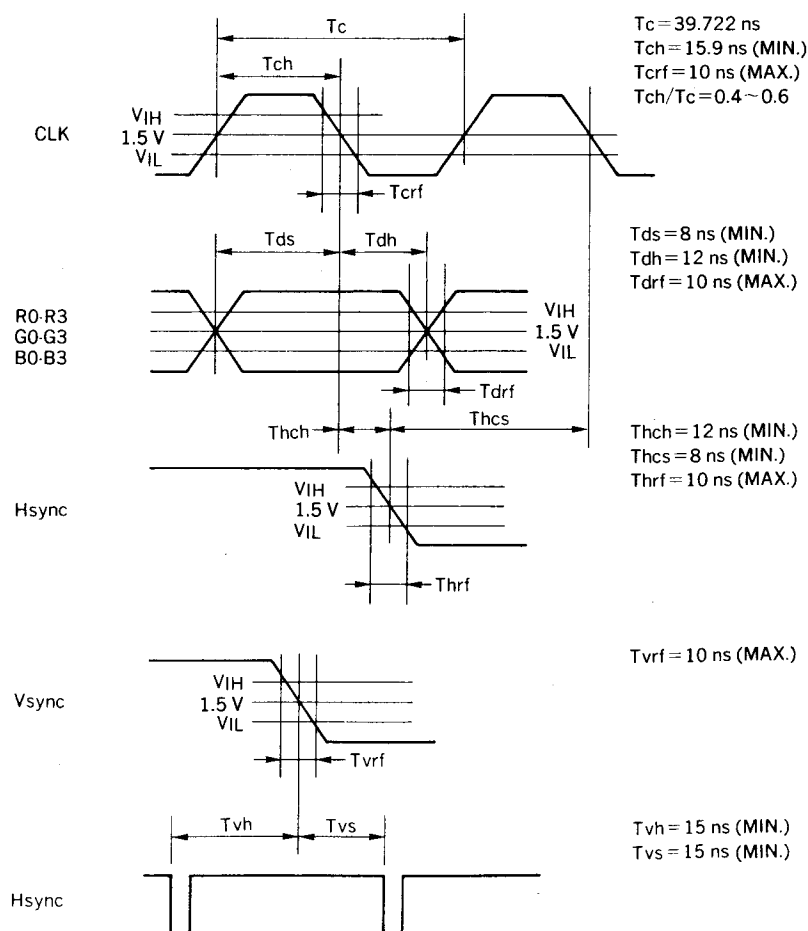 Tc
Tc=39.722 ns
Tch
Tch=15.9 ns (MIN.)
Tcrf=10 ns (MAX.)
Tch/Tc=0.4~0.6
VIH
CLK
1.5 V
VIL
Tcrf
Tds
Tdh
Tds=8 ns (MIN.)
Tdh=12 ns (MIN.)
Tdrf=10 ns (MAX.)
R0·R3
VIH
G0·G3
1.5 V
B0·B3
VIL
Tdrf
Thch
Thcs
Thch=12 ns (MIN.)
Thcs=8 ns (MIN.)
Thrf=10 ns (MAX.)
VIH
Hsync
1.5 V
VIL
Thrf
Tvrf=10 ns (MAX.)
VIH
Vsync
1.5 V
VIL
Tvrf
Tvh
Tvs
Tvh=15 ns (MIN.)
Tvs=15 ns (MIN.)
Hsync